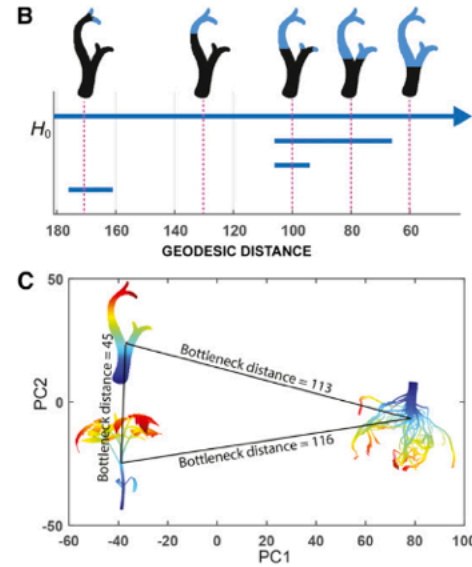 B
H0
180 160 140 120 100 80 60
GEODESIC DISTANCE
C
50
Bottleneck distance = 113
Bottleneck distance = 45
PC2
0
Bottleneck distance = 116
-50
-60 -40 -20 0 20 40 60 80 100
PC1